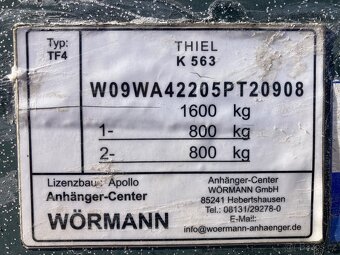 Typ:
TF4
THIEL
K 563
W09WA42205PT20908
1600 kg
1- 800 kg
2- 800 kg
Lizenzbau: Apollo
Anhänger-Center
WÖRMANN
Anhänger-Center
WÖRMANN GmbH
85241 Hebertshausen
Tel.: 08131/29278-0
E-Mail:
info@woermann-anhaenger.de